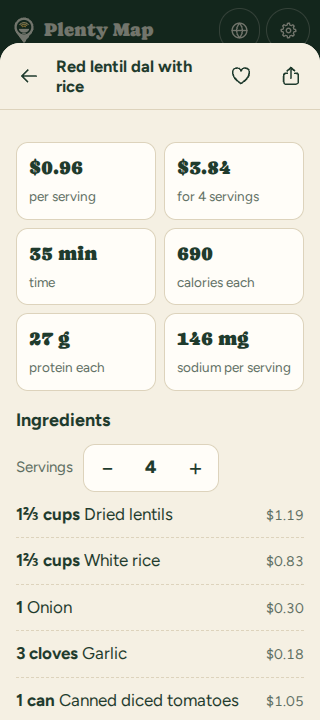 Plenty Map
Red lentil dal with
rice
$0.96
per serving
$3.84
for 4 servings
35 min
time
690
calories each
27 g
protein each
146 mg
sodium per serving
Ingredients
Servings
−
4
+
1⅔ cups Dried lentils $1.19
1⅔ cups White rice $0.83
1 Onion $0.30
3 cloves Garlic $0.18
1 can Canned diced tomatoes $1.05